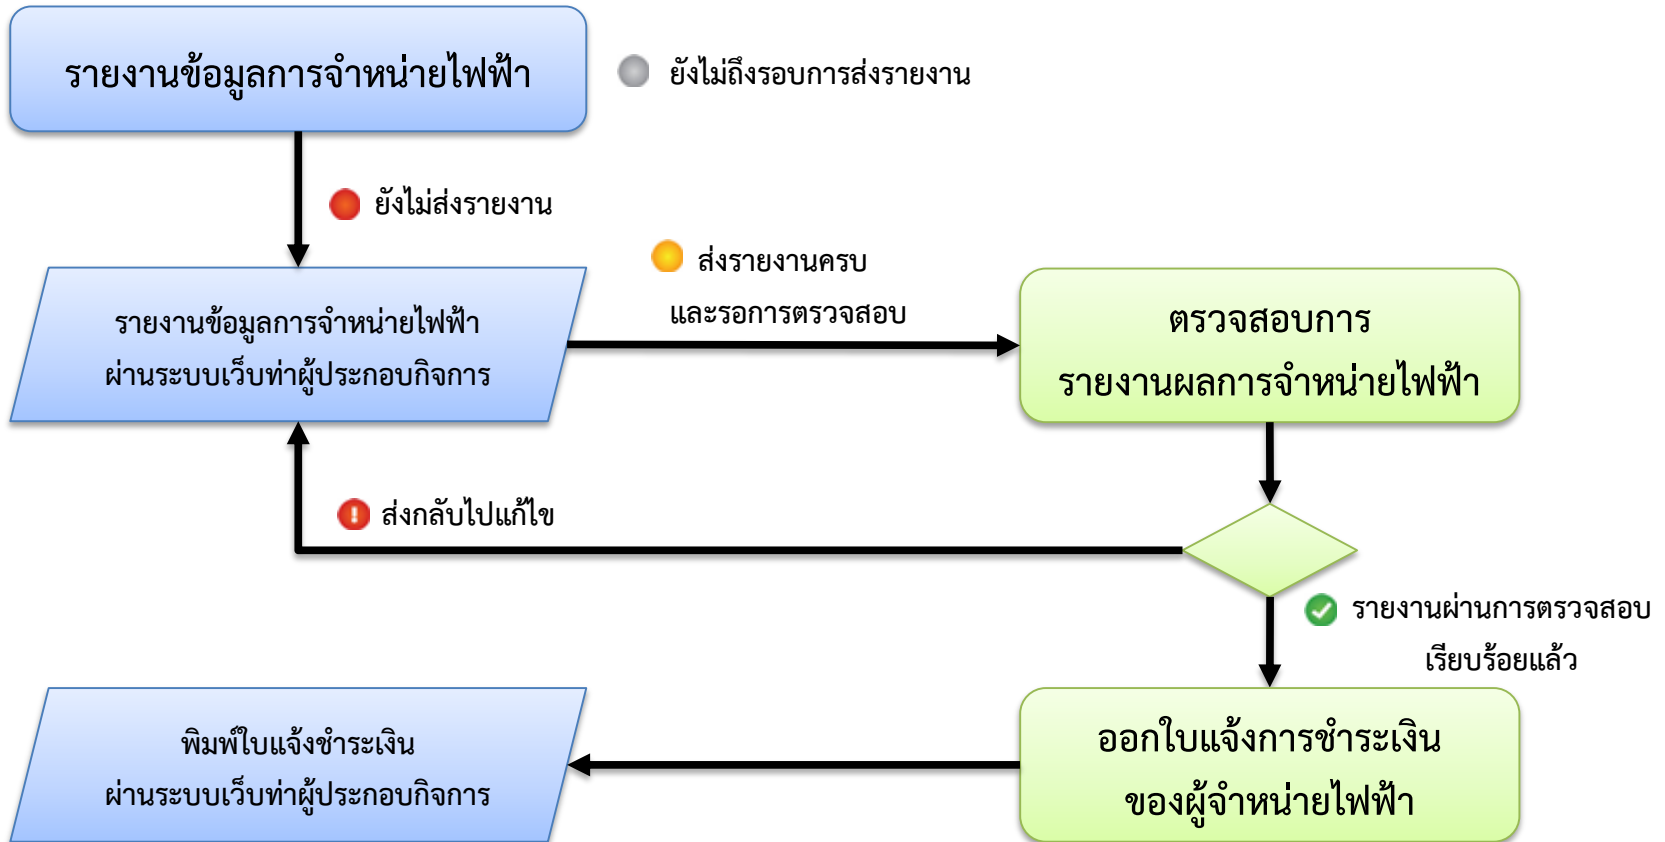 รายงานข้อมูลการจำหน่ายไฟฟ้า
ยังไม่ถึงรอบการส่งรายงาน
ยังไม่ส่งรายงาน
ส่งรายงานครบ
และรอการตรวจสอบ
รายงานข้อมูลการจำหน่ายไฟฟ้า
ผ่านระบบเว็บท่าผู้ประกอบกิจการ
ตรวจสอบการ
รายงานผลการจำหน่ายไฟฟ้า
ส่งกลับไปแก้ไข
รายงานผ่านการตรวจสอบ
เรียบร้อยแล้ว
ออกใบแจ้งการชำระเงิน
ของผู้จำหน่ายไฟฟ้า
พิมพ์ใบแจ้งชำระเงิน
ผ่านระบบเว็บท่าผู้ประกอบกิจการ